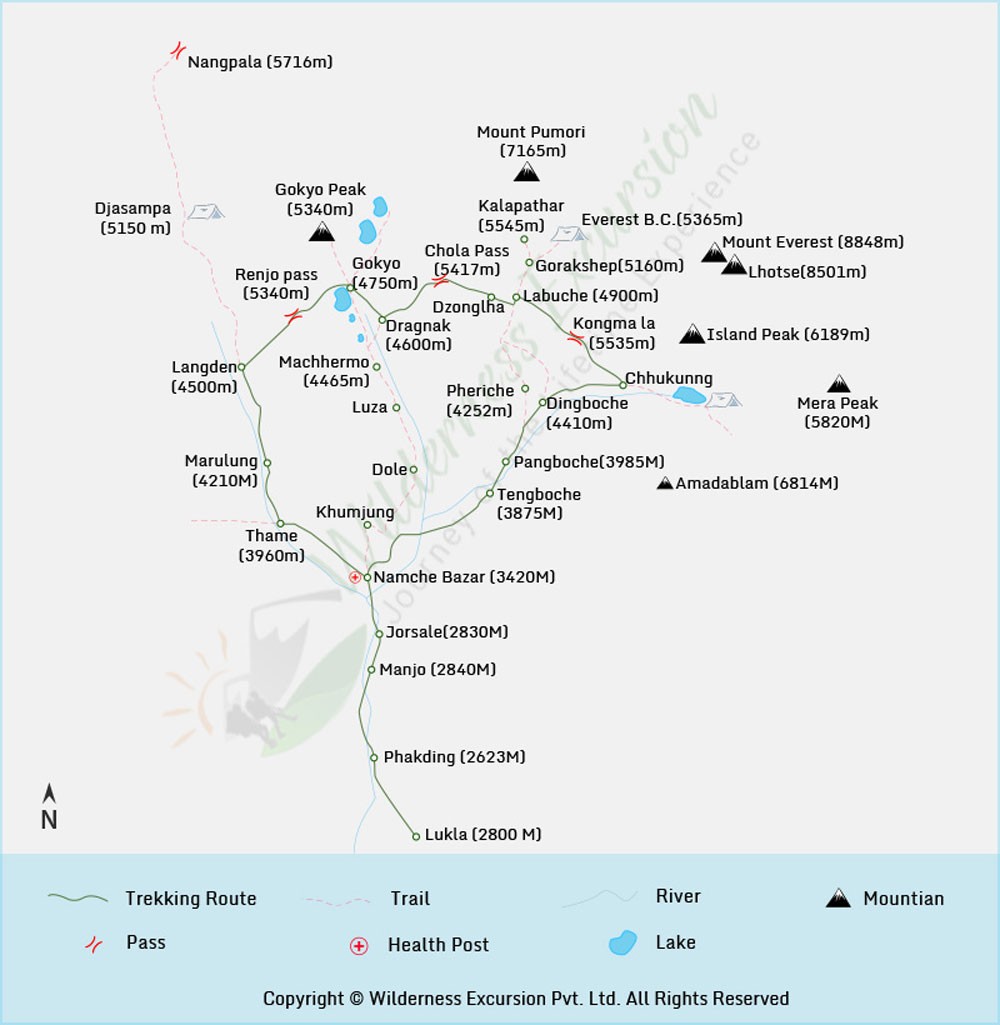 Nangpala (5716m)
Mount Pumori
(7165m)
Gokyo Peak
(5340m)
Djasampa
(5150 m)
Kalapathar
(5545m)
Everest B.C.(5365m)
Mount Everest (8848m)
Chola Pass
(5417m)
Gokyo
(4750m)
Gorakshep(5160m)
Lhotse(8501m)
Renjo pass
(5340m)
Dzonglha
Labuche (4900m)
Dragnak
(4600m)
Kongma la
(5535m)
Island Peak (6189m)
Langden
(4500m)
Machhermo
(4465m)
Chhukunng
Pheriche
(4252m)
Luza
Dingboche
(4410m)
Mera Peak
(5820M)
Marulung
(4210M)
Dole
Pangboche(3985M)
Amadablam (6814M)
Tengboche
(3875M)
Khumjung
Thame
(3960m)
Namche Bazar (3420M)
Jorsale(2830M)
Manjo (2840M)
Phakding (2623M)
Lukla (2800 M)
N
Wilderness Excursion
Journey of the Life Time Experience
Trekking Route
Trail
River
Mountian
Pass
Health Post
Lake
Copyright © Wilderness Excursion Pvt. Ltd. All Rights Reserved